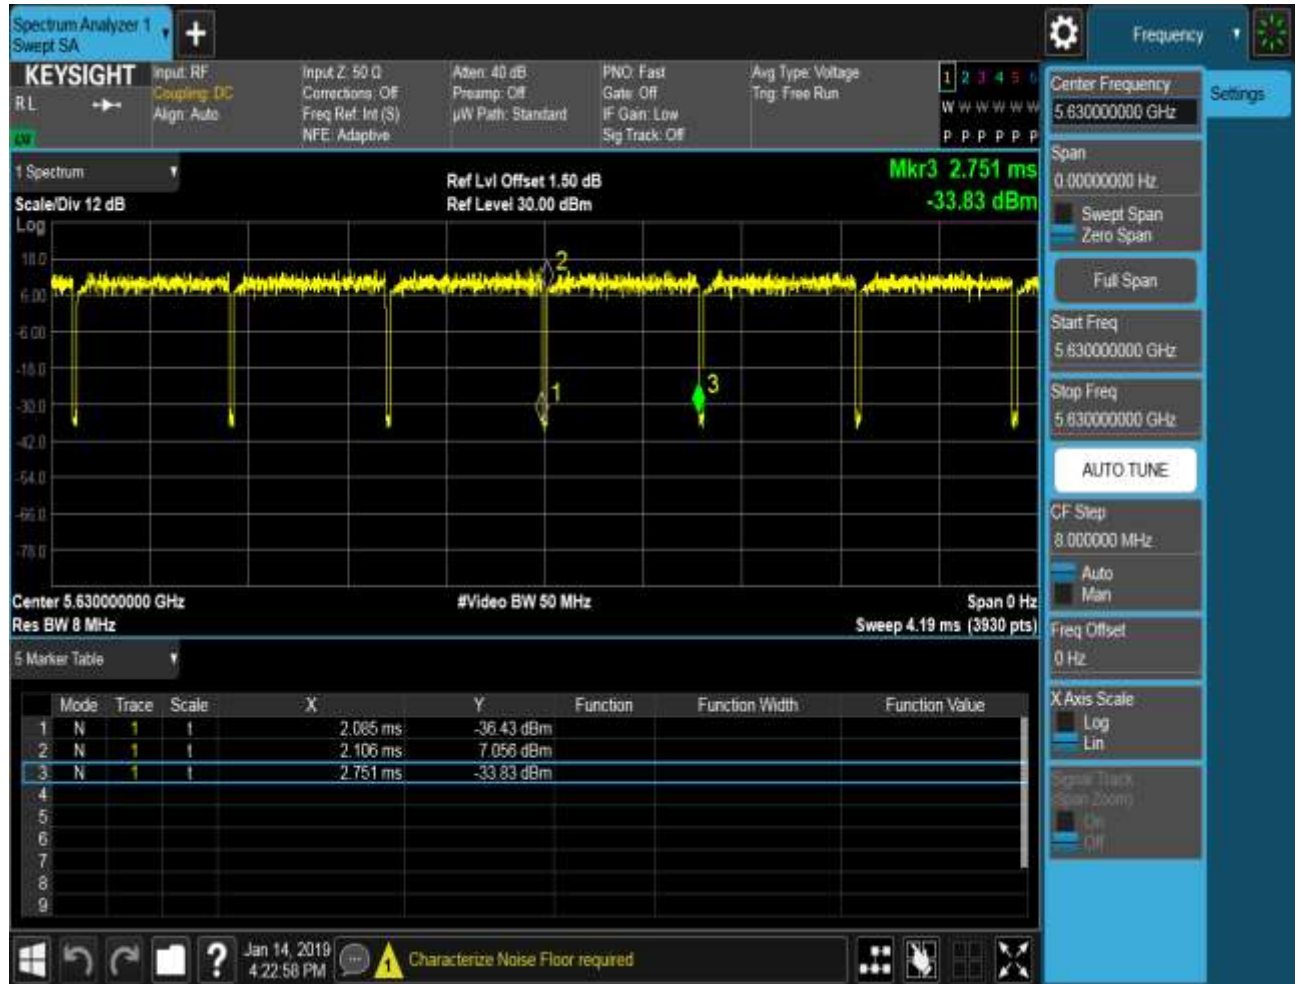 Spectrum Analyzer 1
Swept SA
Frequency
KEYSIGHT
R L
Input: RF
Coupling: DC
Align: Auto
Input Z: 50 Ω
Corrections: Off
Freq Ref: Int (S)
NFE: Adaptive
Atten: 40 dB
Preamp: Off
µW Path: Standard
PNO: Fast
Gate: Off
IF Gain: Low
Sig Track: Off
Avg Type: Voltage
Trig: Free Run
1 2 3 4 5 6
W W W W W W
P P P P P P
1 Spectrum
Scale/Div 12 dB
Ref Lvl Offset 1.50 dB
Ref Level 30.00 dBm
Mkr3 2.751 ms
-33.83 dBm
Log
18.0
6.00
-6.00
-18.0
-30.0
-42.0
-54.0
-66.0
-78.0
2
1
3
Center 5.630000000 GHz
Res BW 8 MHz
#Video BW 50 MHz
Span 0 Hz
Sweep 4.19 ms (3930 pts)
5 Marker Table
Mode Trace Scale X Y Function Function Width Function Value
1 N 1 t 2.085 ms -36.43 dBm
2 N 1 t 2.106 ms 7.056 dBm
3 N 1 t 2.751 ms -33.83 dBm
4
5
6
7
8
9
Jan 14, 2019
4:22:58 PM
1
Characterize Noise Floor required
Center Frequency
5.630000000 GHz
Settings
Span
0.00000000 Hz
Swept Span
Zero Span
Full Span
Start Freq
5.630000000 GHz
Stop Freq
5.630000000 GHz
AUTO TUNE
CF Step
8.000000 MHz
Auto
Man
Freq Offset
0 Hz
X Axis Scale
Log
Lin
Signal Track
(Span Zoom)
On
Off